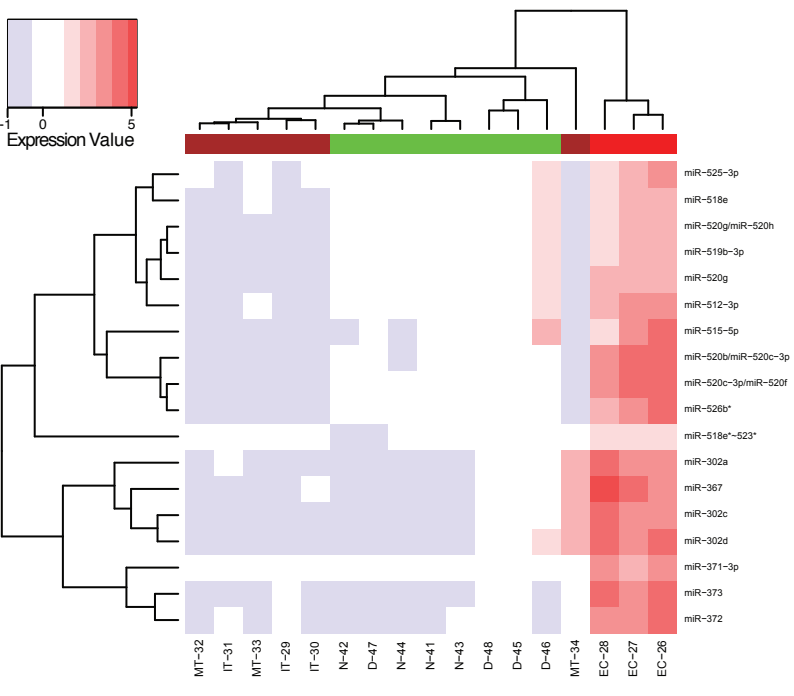 -1 0 5
Expression Value
miR−525−3p
miR−518e
miR−520g/miR−520h
miR−519b−3p
miR−520g
miR−512−3p
miR−515−5p
miR−520b/miR−520c−3p
miR−520c−3p/miR−520f
miR−526b*
miR−518e*−523*
miR−302a
miR−367
miR−302c
miR−302d
miR−371−3p
miR−373
miR−372
MT−32
IT−31
MT−33
IT−29
IT−30
N−42
D−47
N−44
N−41
N−43
D−48
D−45
D−46
MT−34
EC−28
EC−27
EC−26